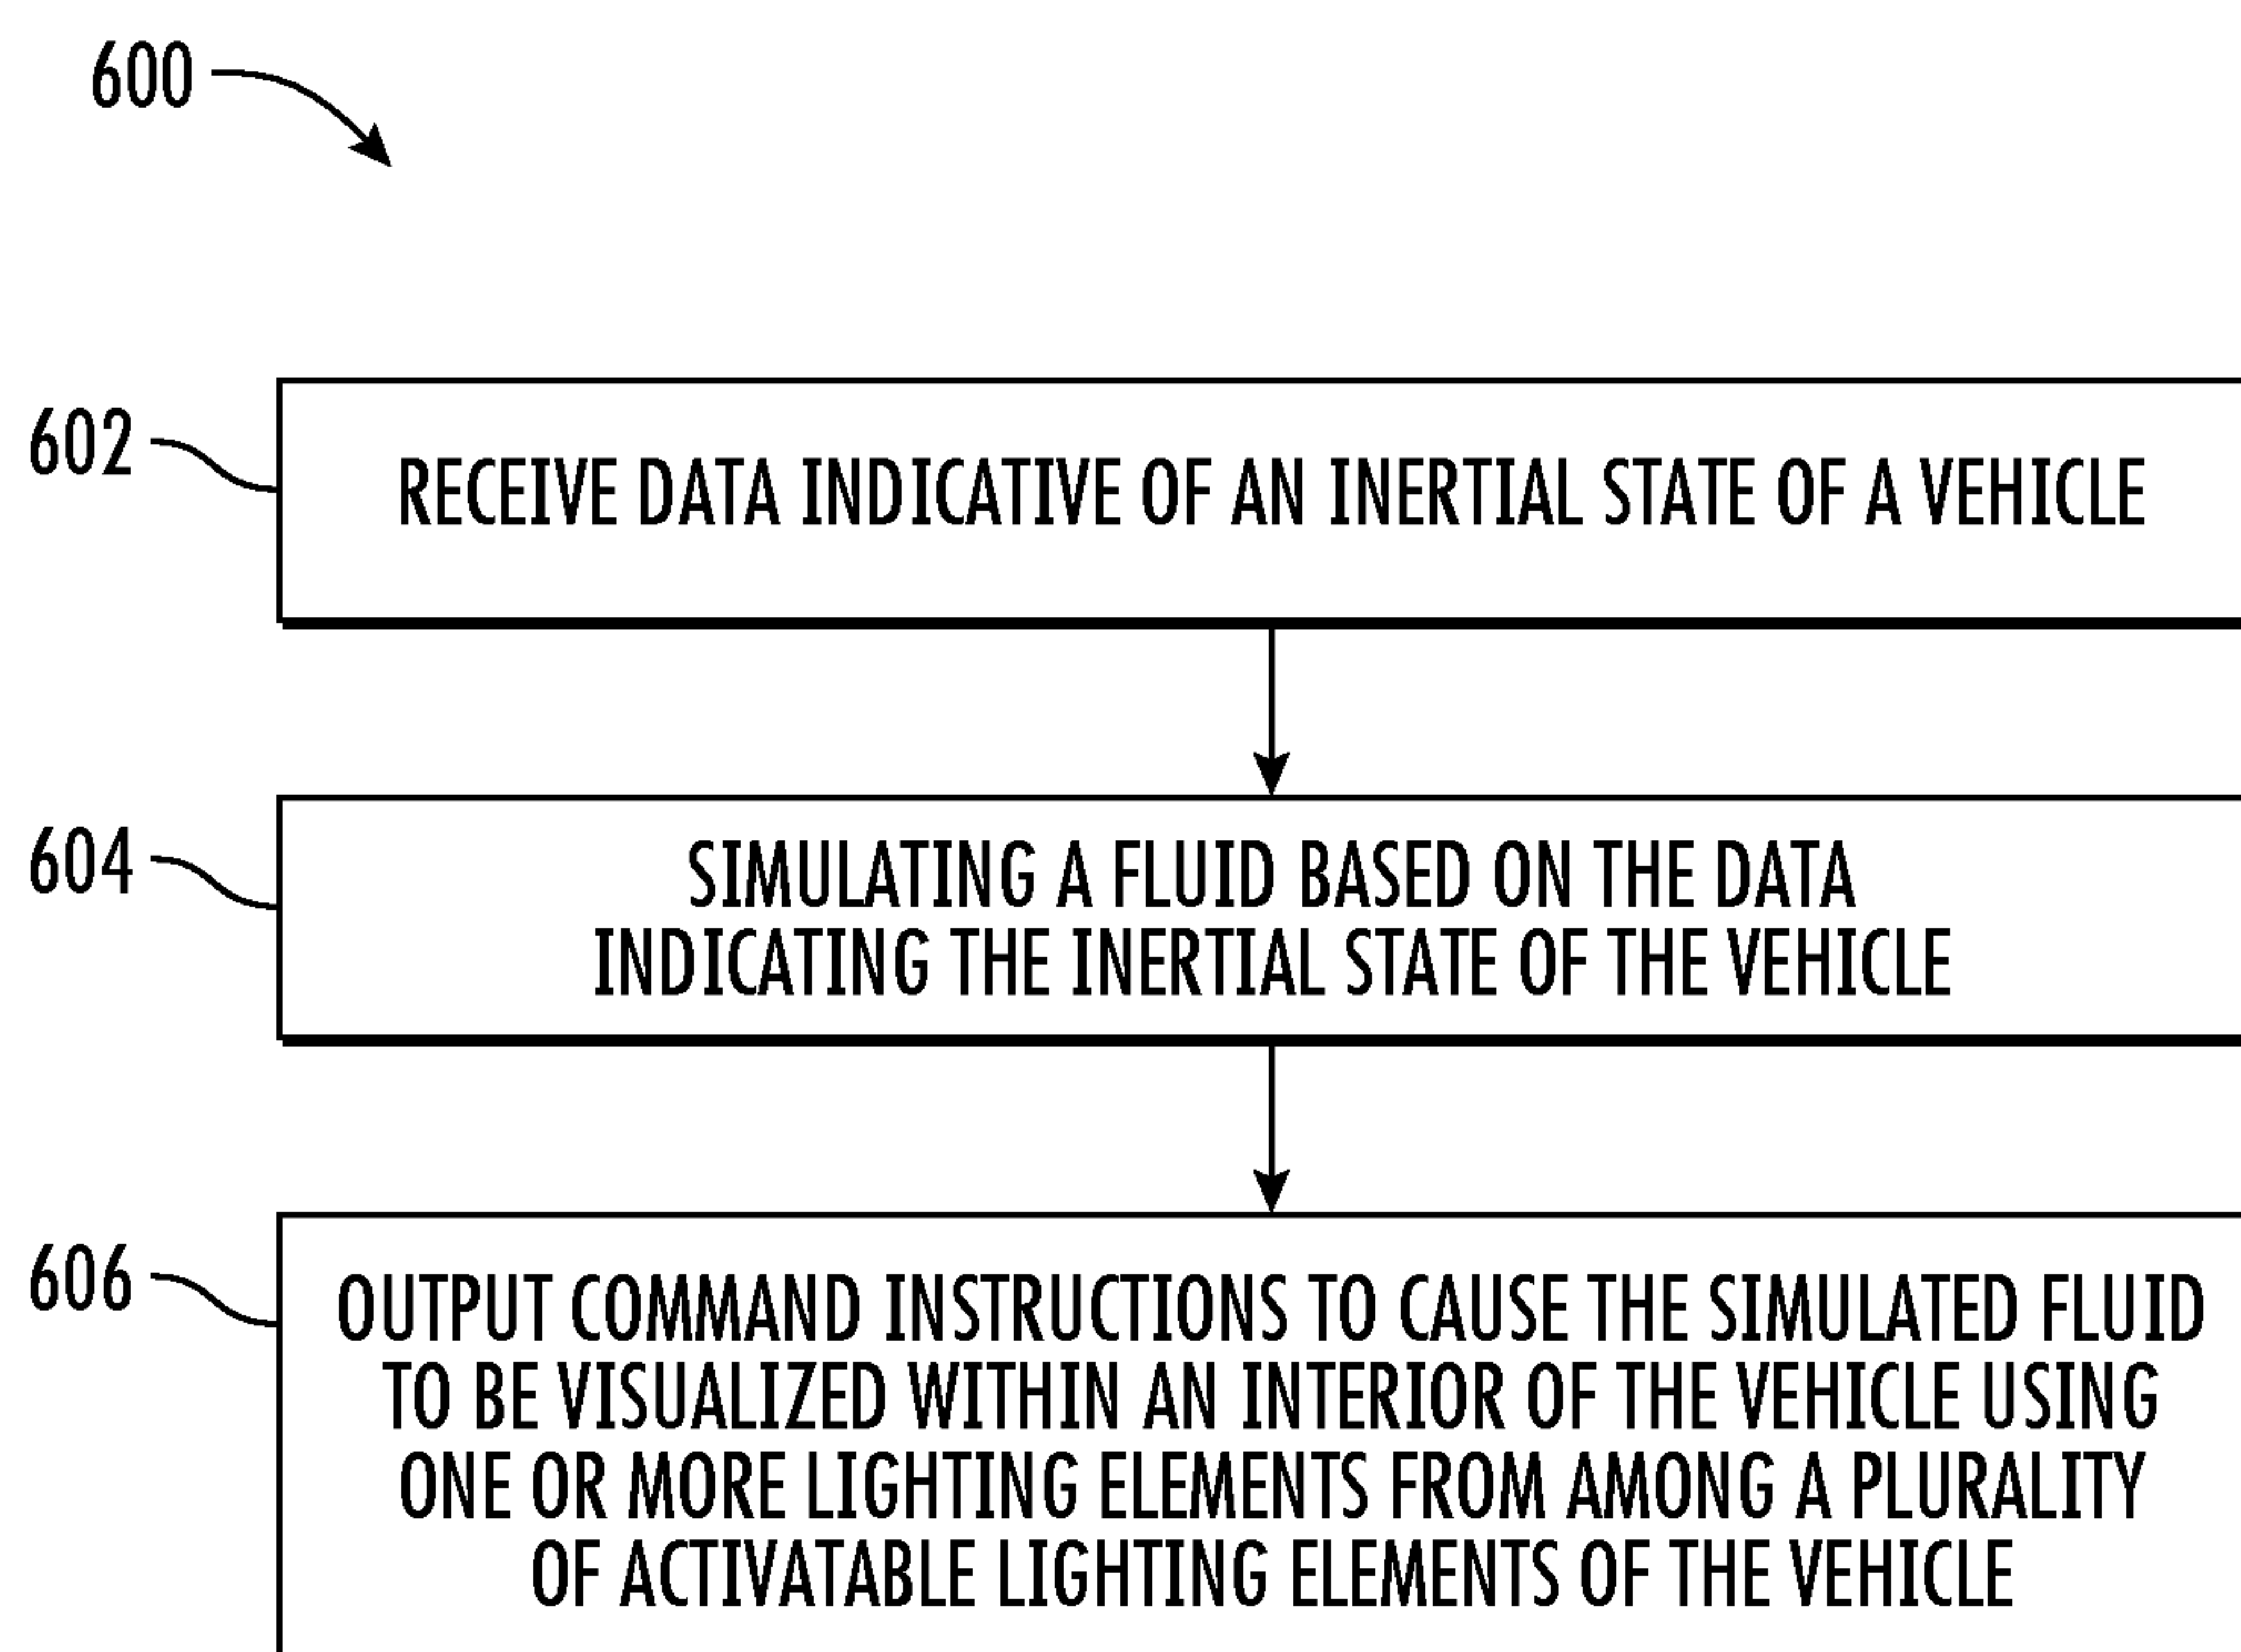 600
602
RECEIVE DATA INDICATIVE OF AN INERTIAL STATE OF A VEHICLE
604
SIMULATING A FLUID BASED ON THE DATA
INDICATING THE INERTIAL STATE OF THE VEHICLE
606
OUTPUT COMMAND INSTRUCTIONS TO CAUSE THE SIMULATED FLUID
TO BE VISUALIZED WITHIN AN INTERIOR OF THE VEHICLE USING
ONE OR MORE LIGHTING ELEMENTS FROM AMONG A PLURALITY
OF ACTIVATABLE LIGHTING ELEMENTS OF THE VEHICLE